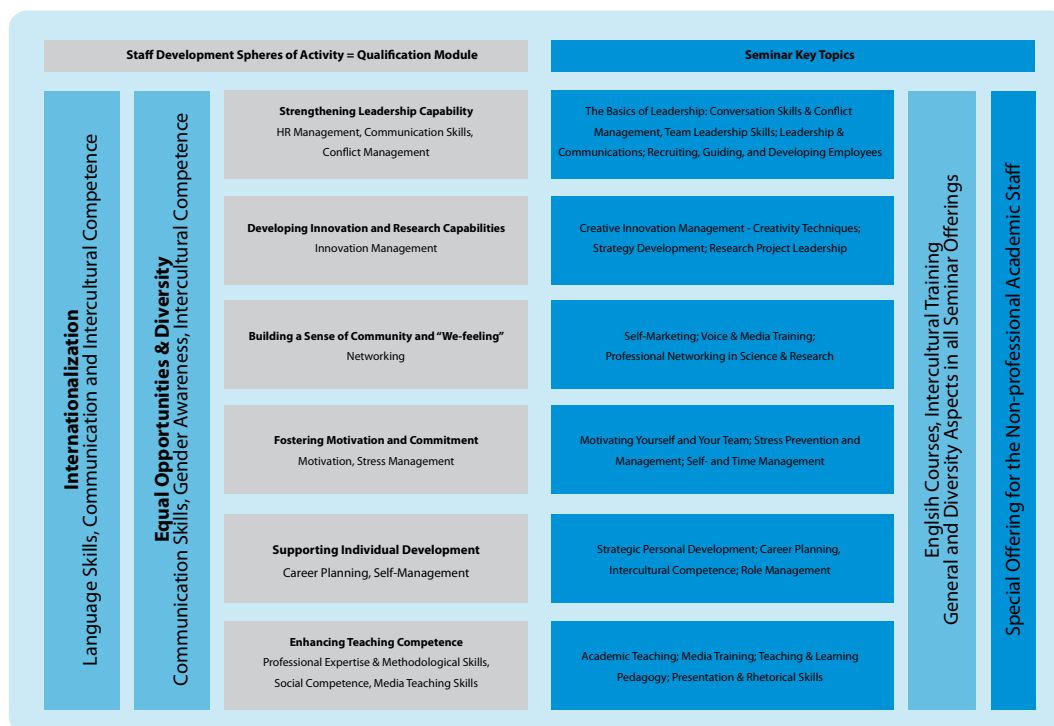 Staff Development Spheres of Activity = Qualification Module
Seminar Key Topics
Internationalization
Language Skills, Communication and Intercultural Competence
Equal Opportunities & Diversity
Communication Skills, Gender Awareness, Intercultural Competence
Strengthening Leadership Capability
HR Management, Communication Skills,
Conflict Management
The Basics of Leadership: Conversation Skills & Conflict
Management, Team Leadership Skills; Leadership &
Communications; Recruiting, Guiding, and Developing Employees
Developing Innovation and Research Capabilities
Innovation Management
Creative Innovation Management - Creativity Techniques;
Strategy Development; Research Project Leadership
Building a Sense of Community and “We-feeling”
Networking
Self-Marketing; Voice & Media Training;
Professional Networking in Science & Research
Fostering Motivation and Commitment
Motivation, Stress Management
Motivating Yourself and Your Team; Stress Prevention and
Management; Self- and Time Management
Supporting Individual Development
Career Planning, Self-Management
Strategic Personal Development; Career Planning,
Intercultural Competence; Role Management
Enhancing Teaching Competence
Professional Expertise & Methodological Skills,
Social Competence, Media Teaching Skills
Academic Teaching; Media Training; Teaching & Learning
Pedagogy; Presentation & Rhetorical Skills
Englsih Courses, Intercultural Training
General and Diversity Aspects in all Seminar Offerings
Special Offering for the Non-professional Academic Staff